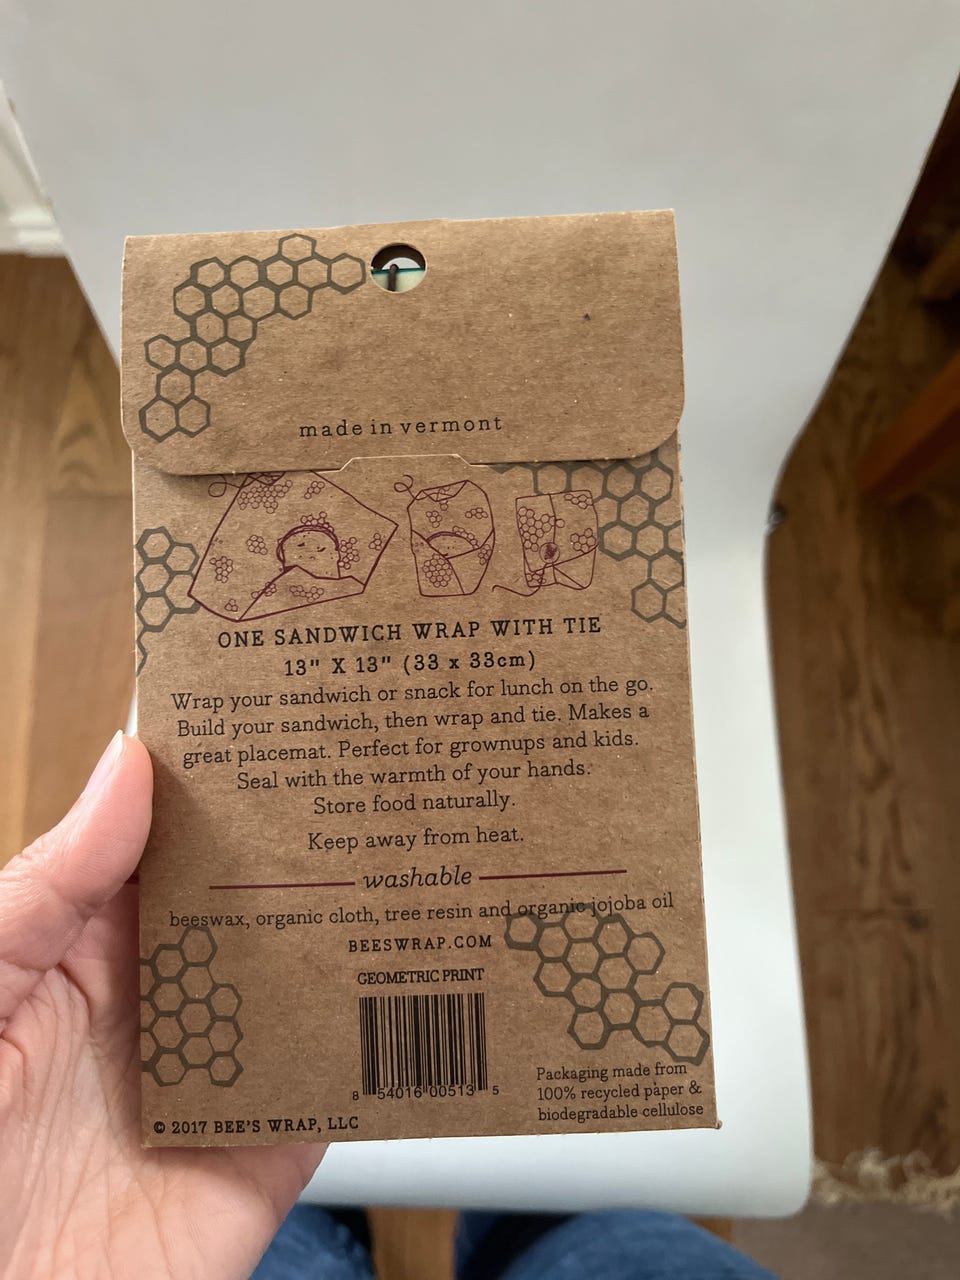 made in vermont
ONE SANDWICH WRAP WITH TIE
13" X 13" (33 x 33cm)
Wrap your sandwich or snack for lunch on the go.
Build your sandwich, then wrap and tie. Makes a
great placemat. Perfect for grownups and kids.
Seal with the warmth of your hands.
Store food naturally.
Keep away from heat.
washable
beeswax, organic cloth, tree resin and organic jojoba oil
BEESWRAP.COM
GEOMETRIC PRINT
8 54016 00513 5
Packaging made from
100% recycled paper &
biodegradable cellulose
© 2017 BEE'S WRAP, LLC